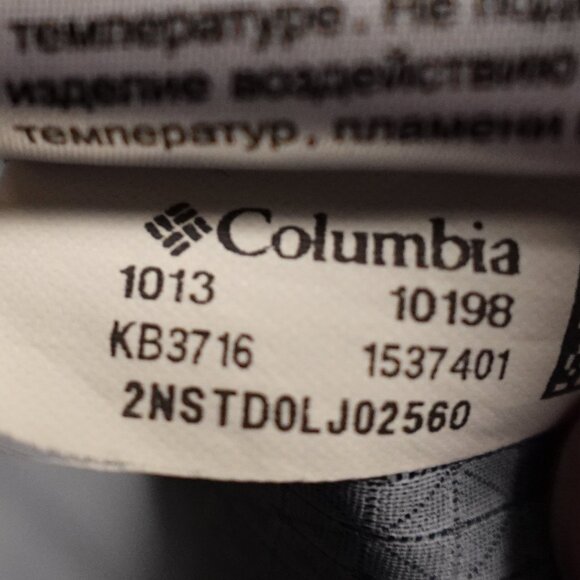 температуре. Не
изделие воздействию
температур, пламени
Columbia
1013 10198
KB3716 1537401
2NSTD0LJ02560